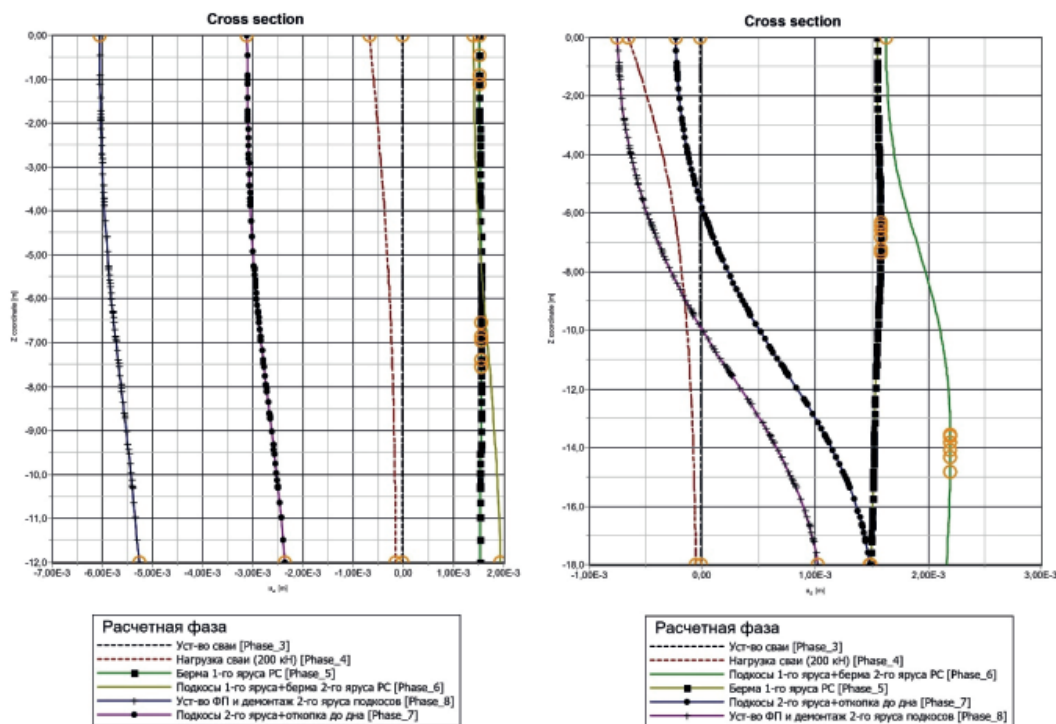 Cross section
0,00
-1,00
-2,00
-3,00
-4,00
-5,00
-6,00
-7,00
-8,00
-9,00
-10,0
-11,0
-12,0
Z coordinate [m]
-7,00E-3 -6,00E-3 -5,00E-3 -4,00E-3 -3,00E-3 -2,00E-3 -1,00E-3 0,00 1,00E-3 2,00E-3
[m]
Расчетная фаза
Уст-во сваи [Phase_3]
Нагрузка сваи (200 кН) [Phase_4]
Берма 1-го яруса РС [Phase_5]
Подкосы 1-го яруса+берма 2-го яруса РС [Phase_6]
Уст-во ФП и демонтаж 2-го яруса подкосов [Phase_8]
Подкосы 2-го яруса+откопка до дна [Phase_7]
Cross section
0,00
-2,00
-4,00
-6,00
-8,00
-10,0
-12,0
-14,0
-16,0
-18,0
Z coordinate [m]
-1,00E-3 0,00 1,00E-3 2,00E-3 3,00E-3
[m]
Расчетная фаза
Уст-во сваи [Phase_3]
Нагрузка сваи (200 кН) [Phase_4]
Подкосы 1-го яруса+берма 2-го яруса РС [Phase_6]
Берма 1-го яруса РС [Phase_5]
Подкосы 2-го яруса+откопка до дна [Phase_7]
Уст-во ФП и демонтаж 2-го яруса подкосов [Phase_8]